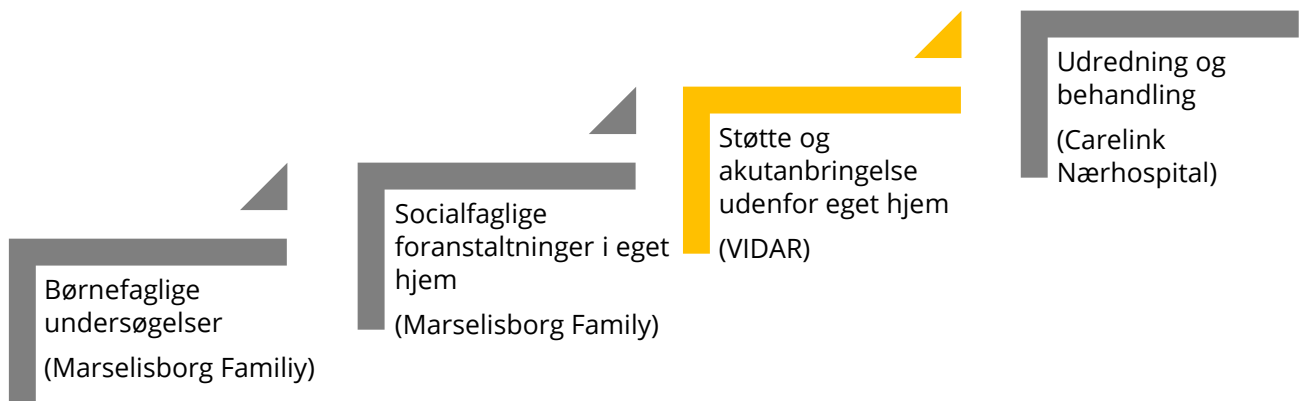 Børnefaglige
undersøgelser
(Marselisborg Familiy)
Socialfaglige
foranstaltninger i eget
hjem
(Marselisborg Family)
Støtte og
akutanbringelse
udenfor eget hjem
(VIDAR)
Udredning og
behandling
(Carelink
Nærhospital)